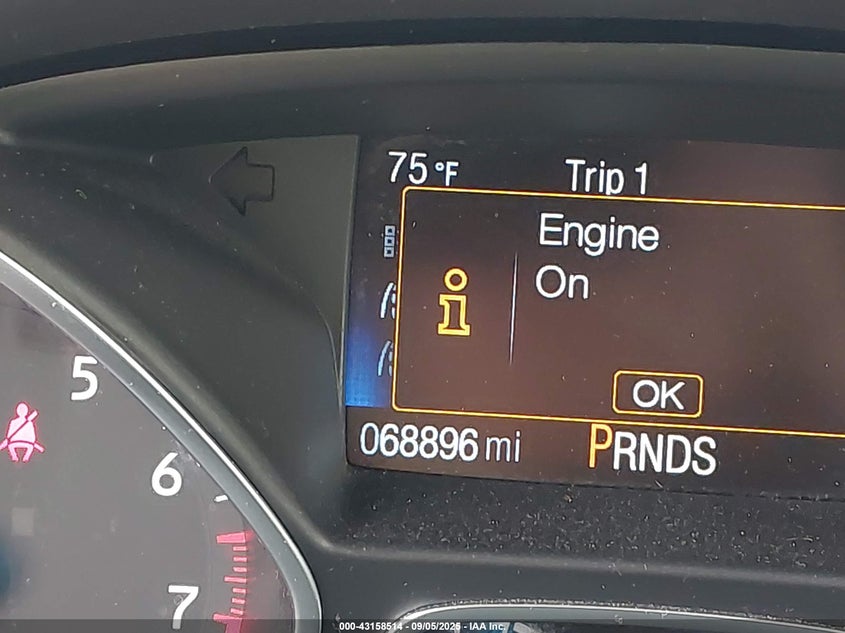 75°F Trip 1
Engine
On
OK
068896 mi PRNDS
5
6
7
000-43158514 - 09/05/2025 - IAA Inc.